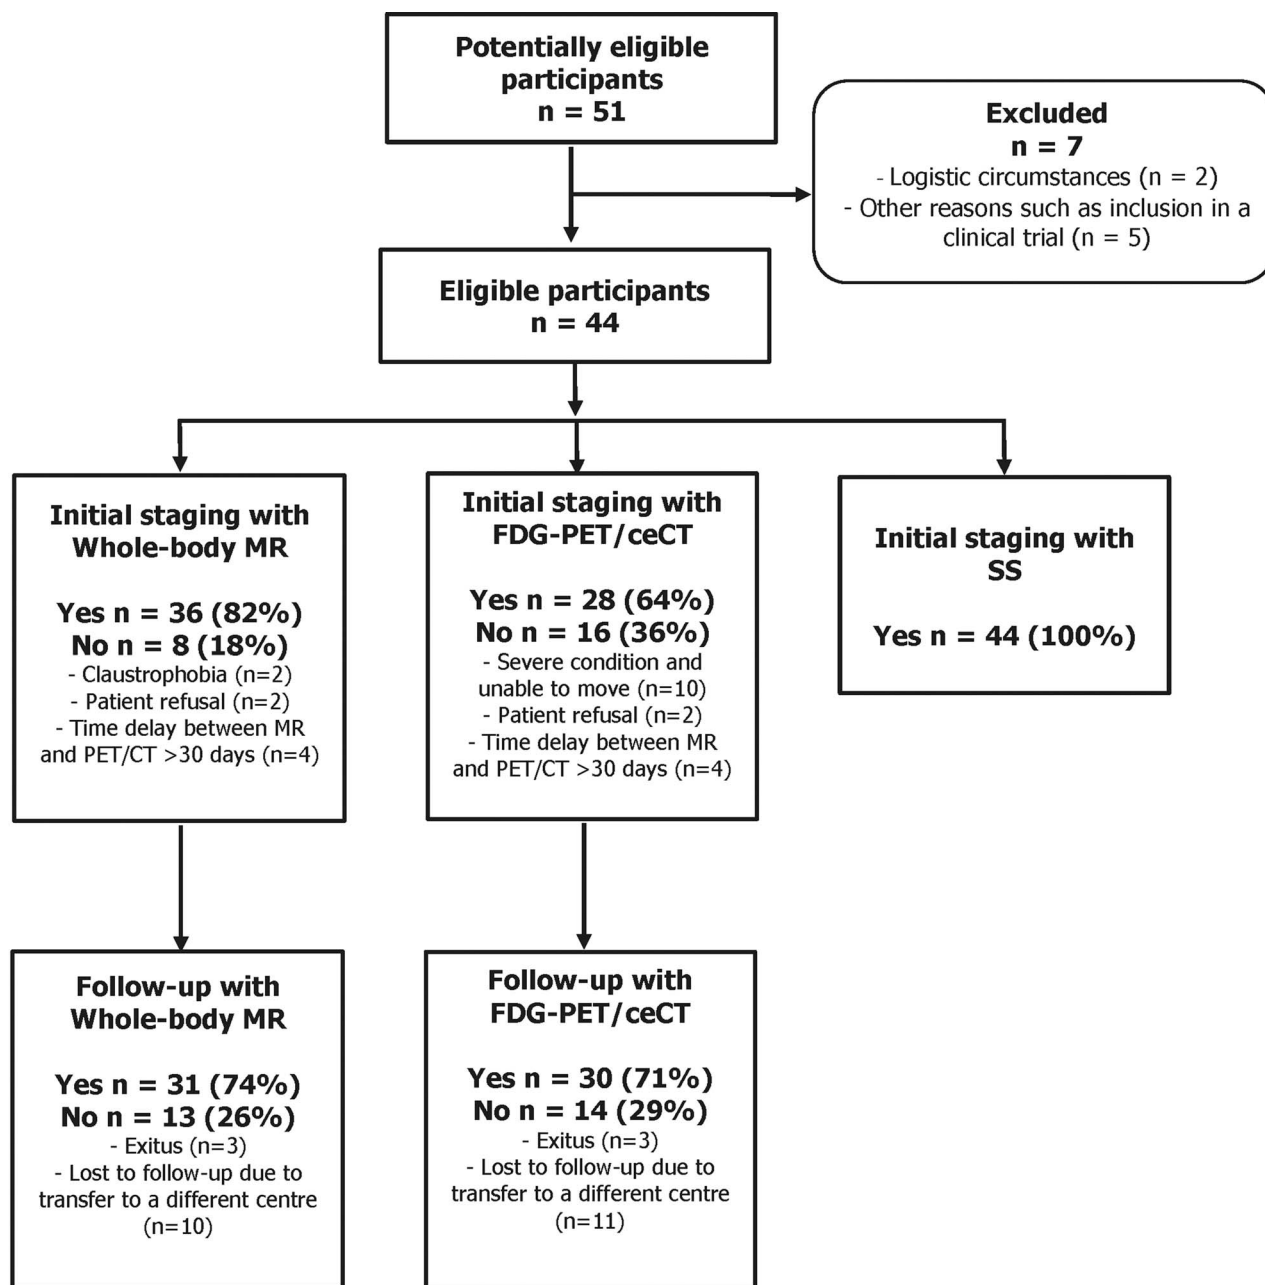 Potentially eligible
participants
n = 51
Excluded
n = 7
- Logistic circumstances (n = 2)
- Other reasons such as inclusion in a
clinical trial (n = 5)
Eligible participants
n = 44
Initial staging with
Whole-body MR
Yes n = 36 (82%)
No n = 8 (18%)
- Claustrophobia (n=2)
- Patient refusal (n=2)
- Time delay between MR
and PET/CT >30 days (n=4)
Initial staging with
FDG-PET/ceCT
Yes n = 28 (64%)
No n = 16 (36%)
- Severe condition and
unable to move (n=10)
- Patient refusal (n=2)
- Time delay between MR
and PET/CT >30 days (n=4)
Initial staging with
SS
Yes n = 44 (100%)
Follow-up with
Whole-body MR
Yes n = 31 (74%)
No n = 13 (26%)
- Exitus (n=3)
- Lost to follow-up due to
transfer to a different centre
(n=10)
Follow-up with
FDG-PET/ceCT
Yes n = 30 (71%)
No n = 14 (29%)
- Exitus (n=3)
- Lost to follow-up due to
transfer to a different centre
(n=11)